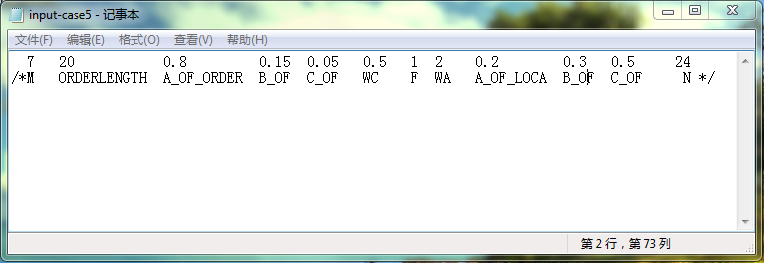 input-case5 - 记事本
文件(F) 编辑(E) 格式(O) 查看(V) 帮助(H)
7 20 0.8 0.15 0.05 0.5 1 2 0.2 0.3 0.5 24
/*M ORDERLENGTH A_OF_ORDER B_OF C_OF WC F WA A_OF_LOCA B_OF C_OF N */
第 2 行，第 73 列